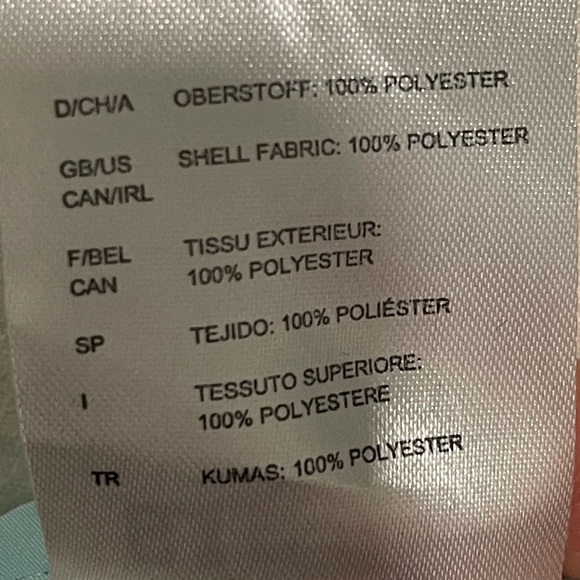 D/CH/A OBERSTOFF: 100% POLYESTER
GB/US SHELL FABRIC: 100% POLYESTER
CAN/IRL
F/BEL TISSU EXTERIEUR:
CAN 100% POLYESTER
SP TEJIDO: 100% POLIÉSTER
I TESSUTO SUPERIORE:
100% POLYESTERE
TR KUMAS: 100% POLYESTER